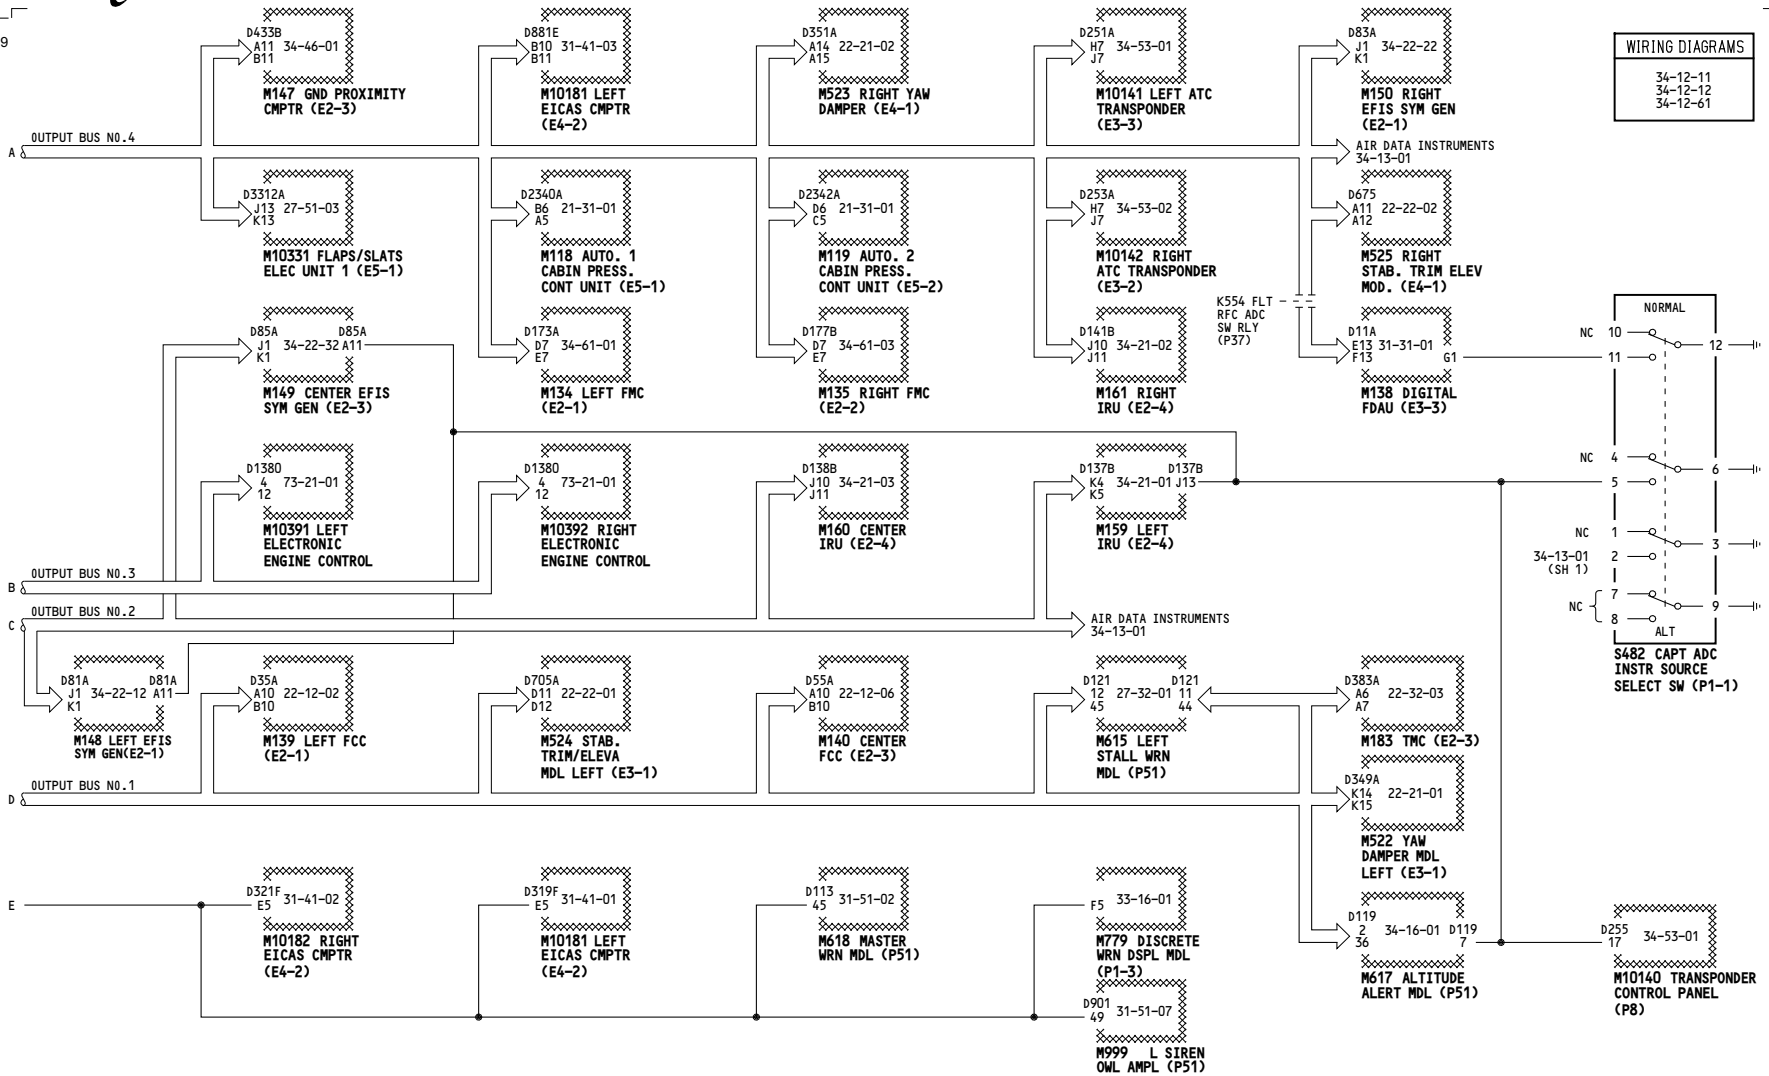 9
D433B
A11 34-46-01
B11
M147 GND PROXIMITY
CMPTR (E2-3)
D881E
B10 31-41-03
B11
M10181 LEFT
EICAS CMPTR
(E4-2)
D351A
A14 22-21-02
A15
M523 RIGHT YAW
DAMPER (E4-1)
D251A
H7 34-53-01
J7
M10141 LEFT ATC
TRANSPONDER
(E3-3)
D83A
J1 34-22-22
K1
M150 RIGHT
EFIS SYM GEN
(E2-1)
WIRING DIAGRAMS
34-12-11
34-12-12
34-12-61
OUTPUT BUS NO.4
A
AIR DATA INSTRUMENTS
34-13-01
D3312A
J13 27-51-03
K13
M10331 FLAPS/SLATS
ELEC UNIT 1 (E5-1)
D2340A
B6 21-31-01
A5
M118 AUTO. 1
CABIN PRESS.
CONT UNIT (E5-1)
D2342A
D6 21-31-01
C5
M119 AUTO. 2
CABIN PRESS.
CONT UNIT (E5-2)
D253A
H7 34-53-02
J7
M10142 RIGHT
ATC TRANSPONDER
(E3-2)
D675
A11 22-22-02
A12
M525 RIGHT
STAB. TRIM ELEV
MOD. (E4-1)
K554 FLT
RFC ADC
SW RLY
(P37)
D85A D85A
J1 34-22-32 A11
K1
M149 CENTER EFIS
SYM GEN (E2-3)
D173A
D7 34-61-01
E7
M134 LEFT FMC
(E2-1)
D177B
D7 34-61-03
E7
M135 RIGHT FMC
(E2-2)
D141B
J10 34-21-02
J11
M161 RIGHT
IRU (E2-4)
D11A
E13 31-31-01
F13 G1
M138 DIGITAL
FDAU (E3-3)
NORMAL
NC 10
12
11
NC 4
6
5
NC 1
3
34-13-01 2
(SH 1)
7
NC 9
8
ALT
S482 CAPT ADC
INSTR SOURCE
SELECT SW (P1-1)
D1380
4 73-21-01
12
M10391 LEFT
ELECTRONIC
ENGINE CONTROL
D1380
4 73-21-01
12
M10392 RIGHT
ELECTRONIC
ENGINE CONTROL
D138B
J10 34-21-03
J11
M160 CENTER
IRU (E2-4)
D137B D137B
K4 34-21-01 J13
K5
M159 LEFT
IRU (E2-4)
OUTPUT BUS NO.3
B
OUTBUT BUS NO.2
C
AIR DATA INSTRUMENTS
34-13-01
D81A D81A
J1 34-22-12 A11
K1
M148 LEFT EFIS
SYM GEN(E2-1)
D35A
A10 22-12-02
B10
M139 LEFT FCC
(E2-1)
D705A
D11 22-22-01
D12
M524 STAB.
TRIM/ELEVA
MDL LEFT (E3-1)
D55A
A10 22-12-06
B10
M140 CENTER
FCC (E2-3)
D121 D121
12 27-32-01 11
45 44
M615 LEFT
STALL WRN
MDL (P51)
D383A
A6 22-32-03
A7
M183 TMC (E2-3)
OUTPUT BUS NO.1
D
D349A
K14 22-21-01
K15
M522 YAW
DAMPER MDL
LEFT (E3-1)
E
D321F
E5 31-41-02
M10182 RIGHT
EICAS CMPTR
(E4-2)
D319F
E5 31-41-01
M10181 LEFT
EICAS CMPTR
(E4-2)
D113
45 31-51-02
M618 MASTER
WRN MDL (P51)
F5 33-16-01
M779 DISCRETE
WRN DSPL MDL
(P1-3)
D901
49 31-51-07
M999 L SIREN
OWL AMPL (P51)
D119 D119
2 34-16-01 7
36
M617 ALTITUDE
ALERT MDL (P51)
D255
17 34-53-01
M10140 TRANSPONDER
CONTROL PANEL
(P8)